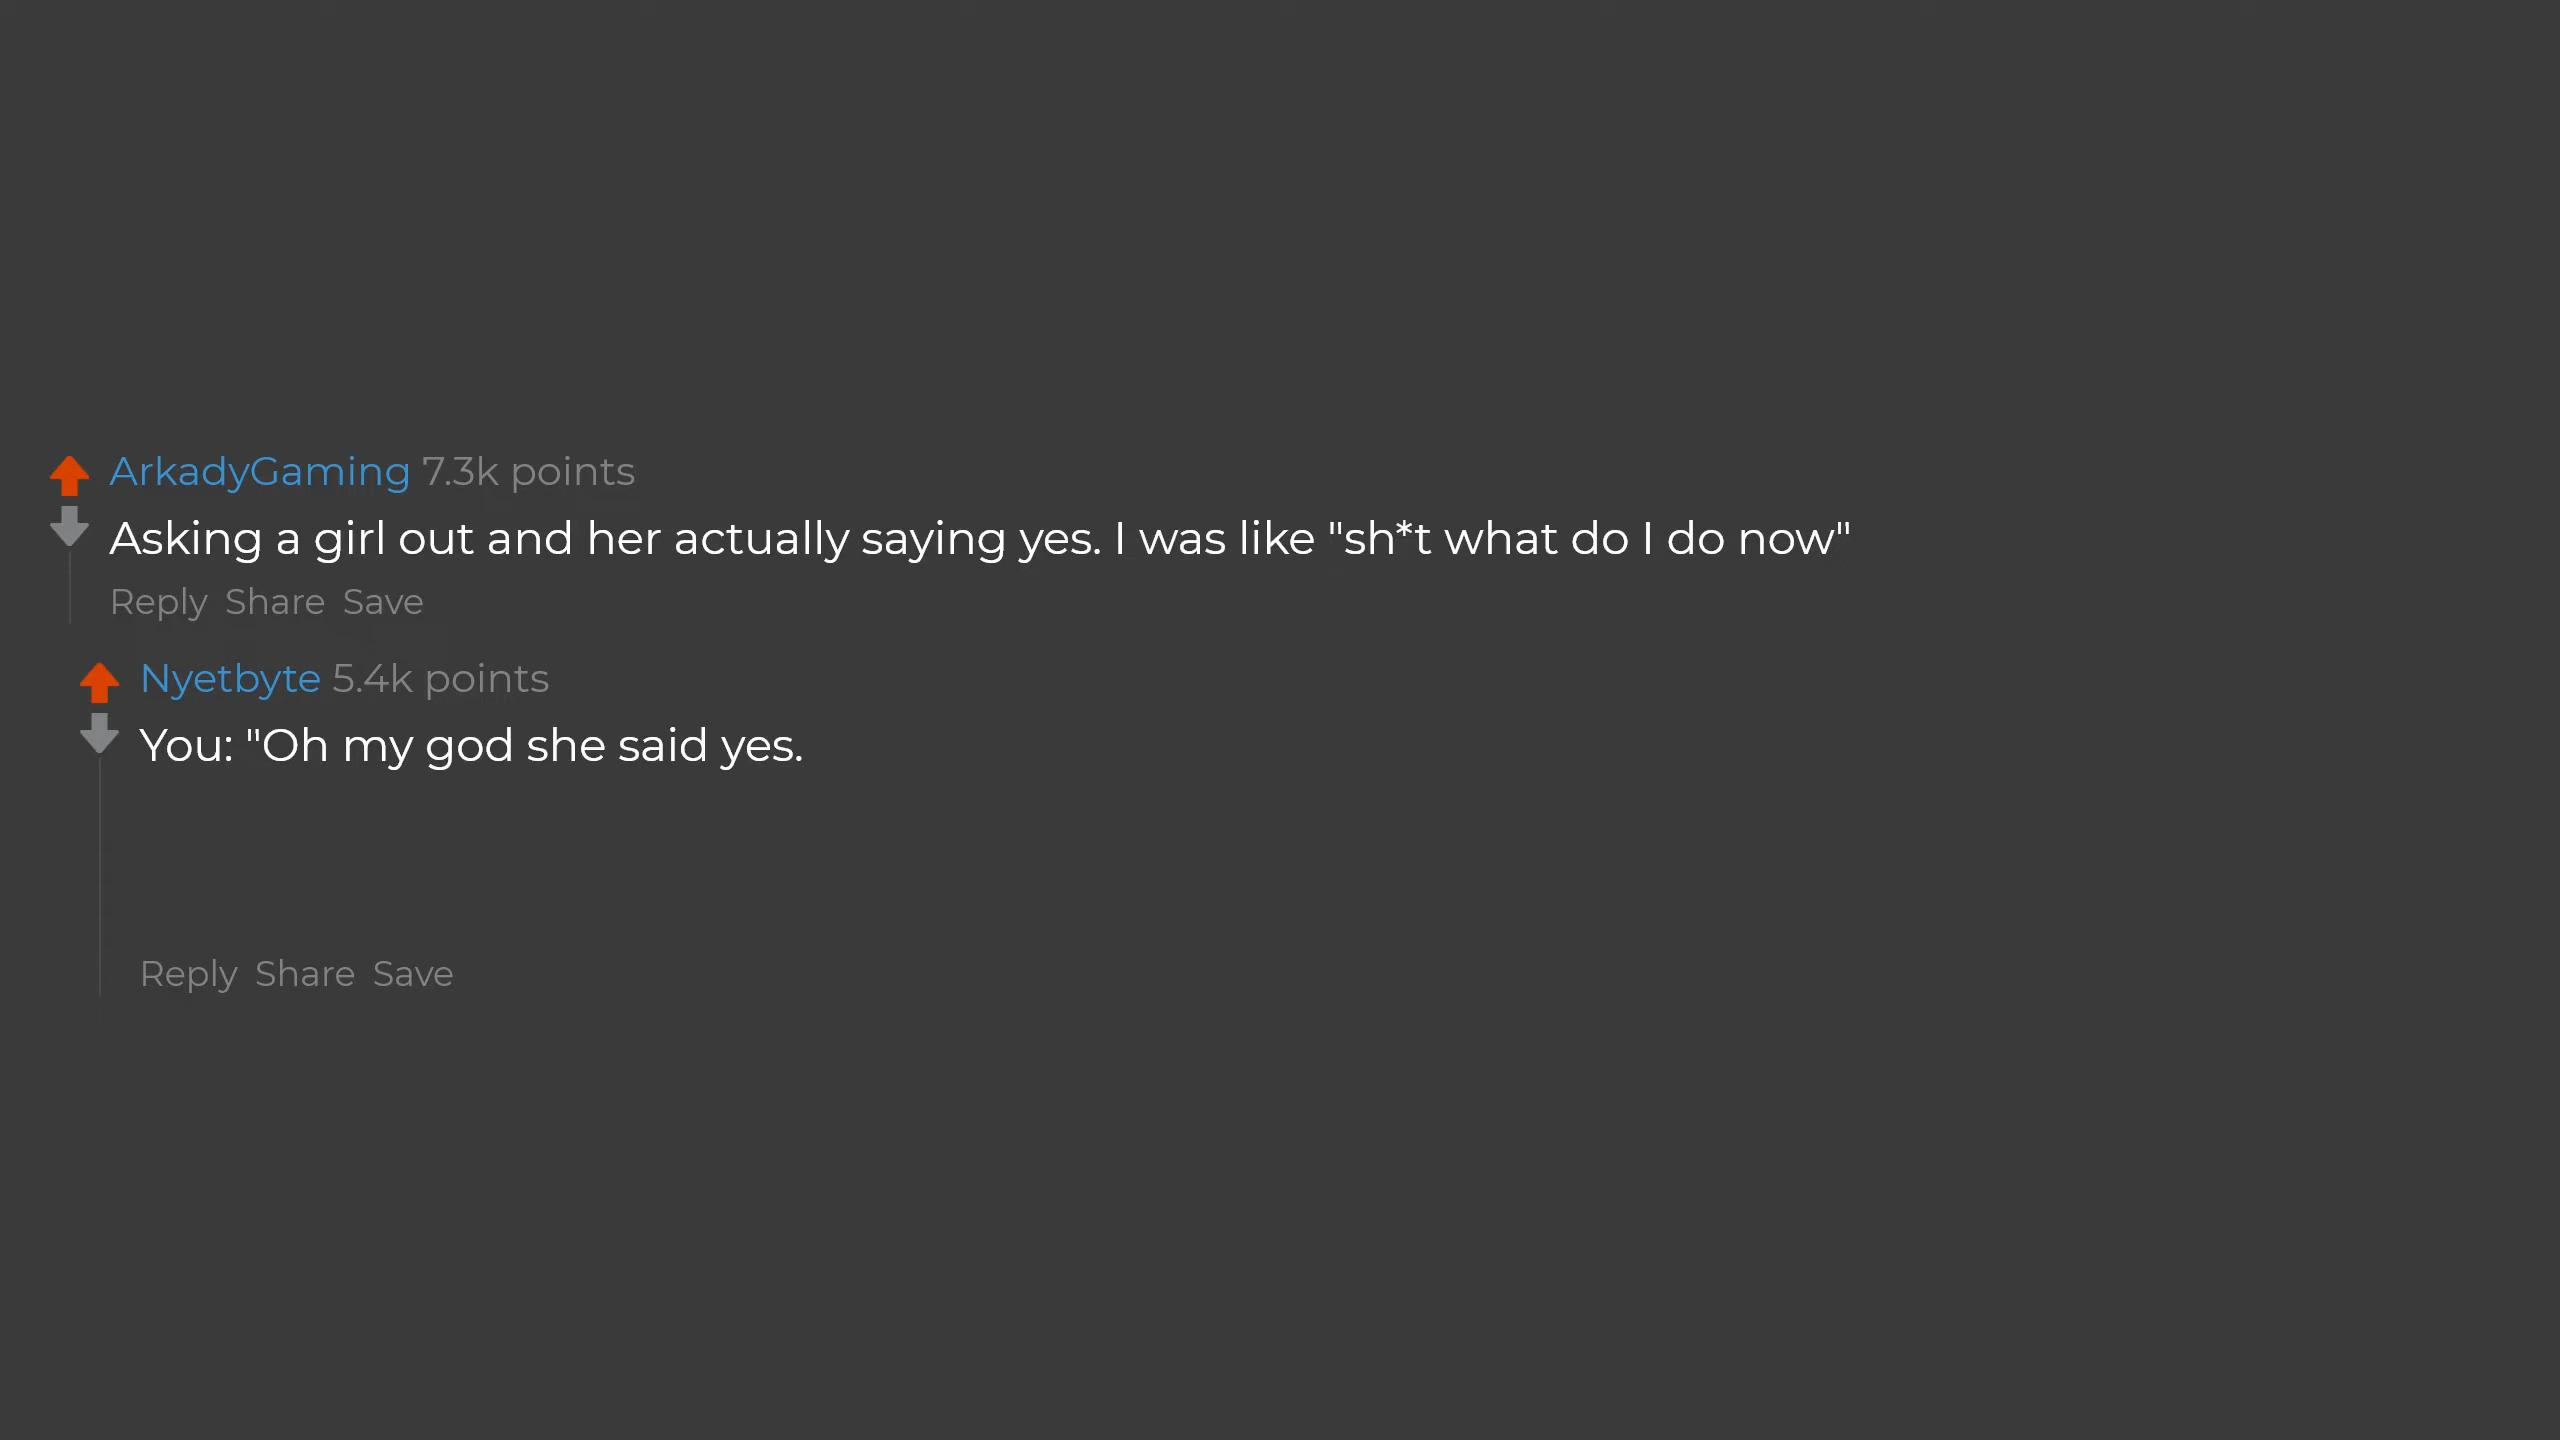 ArkadyGaming 7.3k points
Asking a girl out and her actually saying yes. I was like "sh*t what do I do now"
Reply Share Save
Nyetbyte 5.4k points
You: "Oh my god she said yes.
Reply Share Save